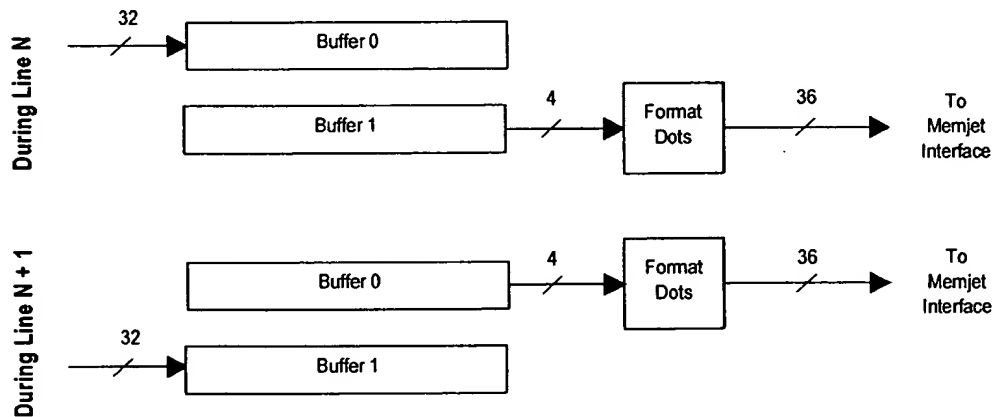 During Line N
32
Buffer 0
Buffer 1
4
Format
Dots
36
To
Memjet
Interface
During Line N + 1
Buffer 0
4
Format
Dots
36
To
Memjet
Interface
32
Buffer 1